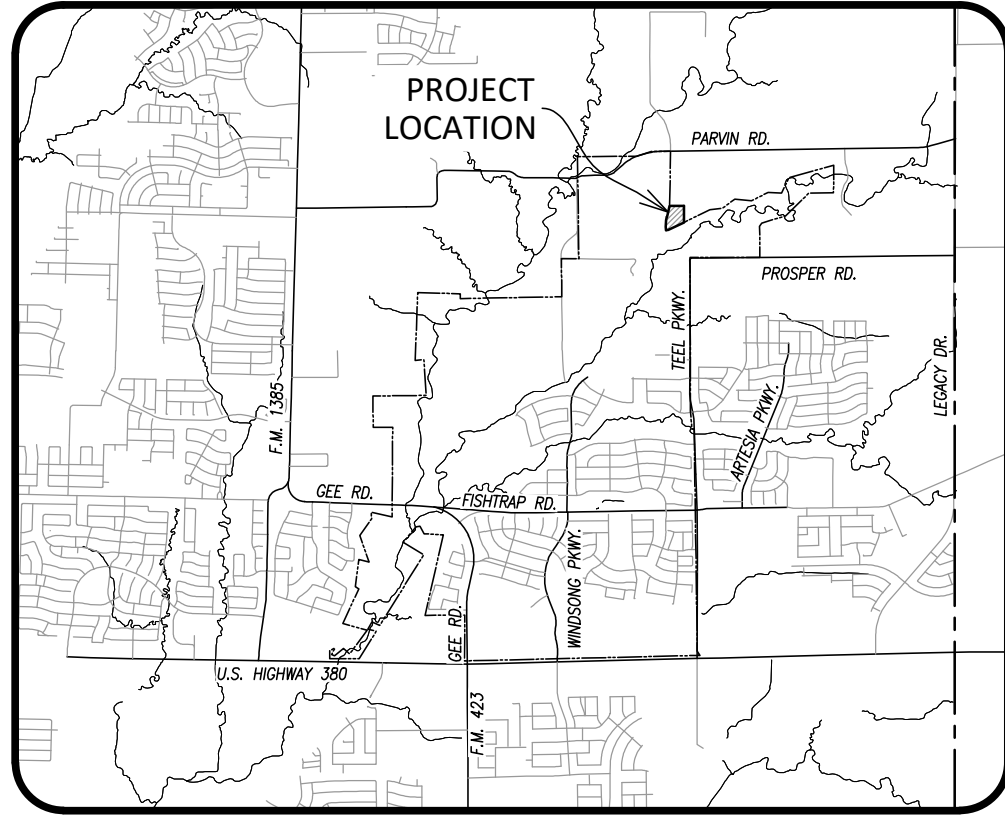 PROJECT
LOCATION
PARVIN RD.
PROSPER RD.
TEEL PKWY.
LEGACY DR.
F.M. 1385
ARTESIA PKWY.
GEE RD.
FISHTRAP RD.
WINDSONG PKWY.
GEE RD.
U.S. HIGHWAY 380
F.M. 423